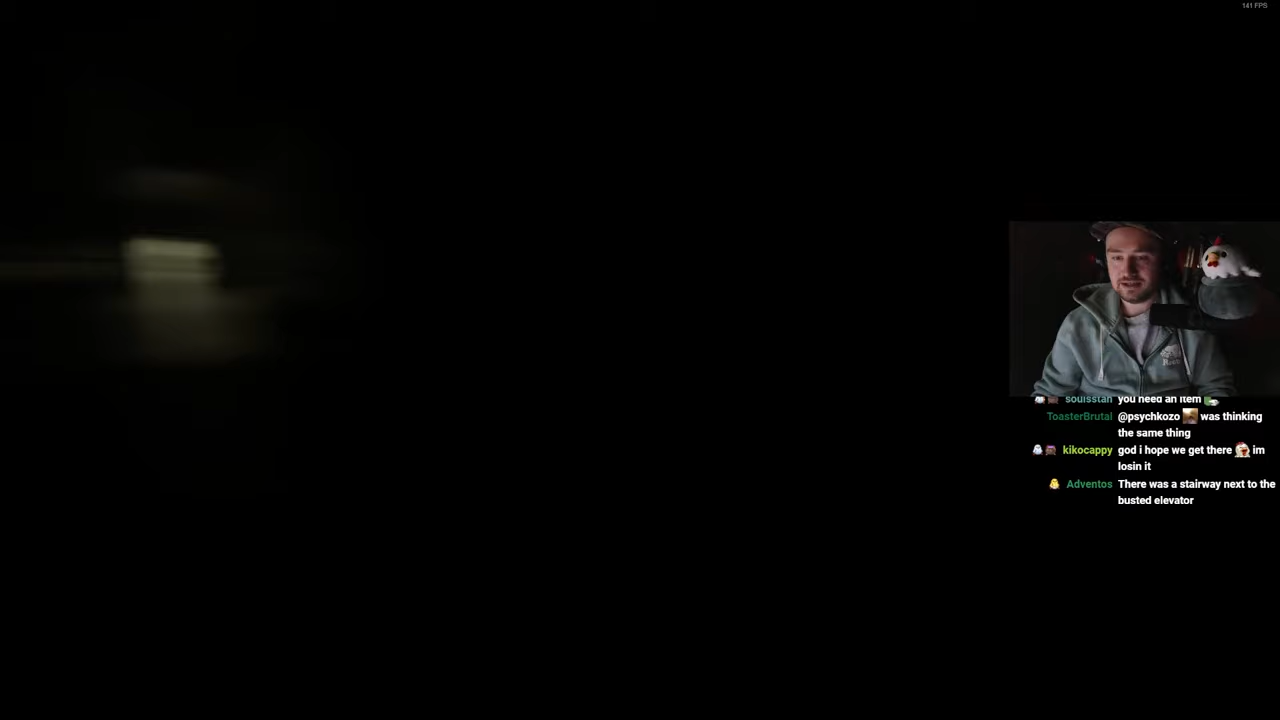 141 FPS
soulsstan you need an item
ToasterBrutal @psychkozo was thinking
the same thing
kikocappy god i hope we get there im
losin it
Adventos There was a stairway next to the
busted elevator